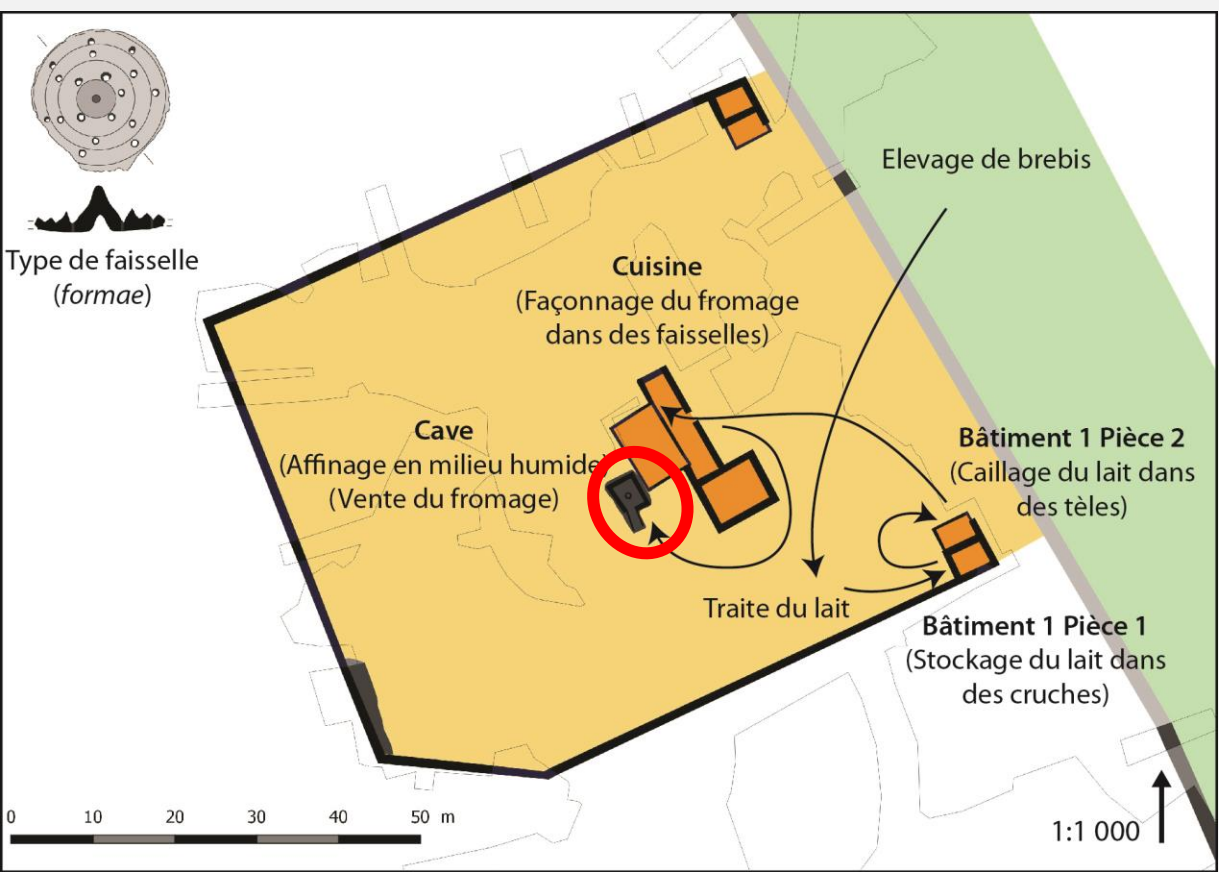 Type de faisselle
(formae)
Elevage de brebis
Cuisine
(Façonnage du fromage
dans des faisselles)
Cave
(Affinage en milieu humide)
(Vente du fromage)
Bâtiment 1 Pièce 2
(Caillage du lait dans
des tèles)
Traite du lait
Bâtiment 1 Pièce 1
(Stockage du lait dans
des cruches)
0 10 20 30 40 50 m
1:1 000